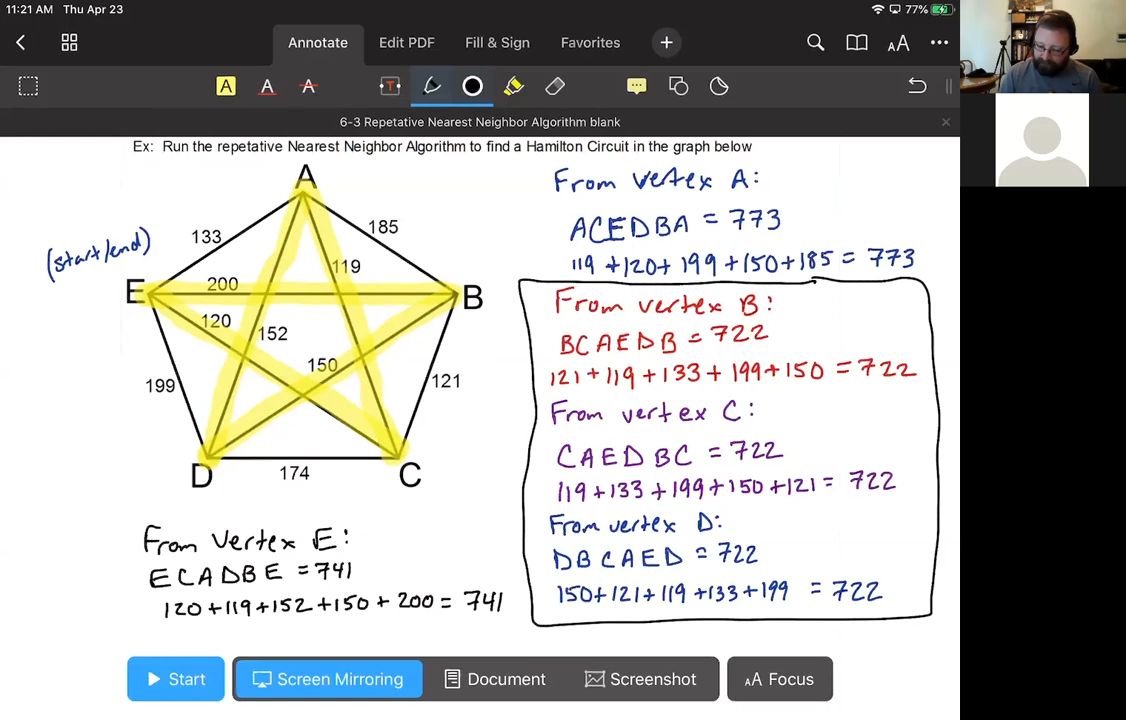 11:21 AM Thu Apr 23
77%
Annotate
Edit PDF
Fill & Sign
Favorites
AA
A
A
A
T
6-3 Repetative Nearest Neighbor Algorithm blank
Ex: Run the repetative Nearest Neighbor Algorithm to find a Hamilton Circuit in the graph below
A
133
185
(start/end)
119
200
E
B
120
152
150
199
121
D
174
C
From vertex A:
ACEDBA = 773
119+120+199+150+185 = 773
From vertex B:
BCAEDB = 722
121+119+133+199+150 = 722
From vertex C:
CAEDBC = 722
119+133+199+150+121 = 722
From vertex D:
DBCAED = 722
150+121+119+133+199 = 722
From Vertex E:
ECADBE = 741
120+119+152+150+200 = 741
Start
Screen Mirroring
Document
Screenshot
AA Focus